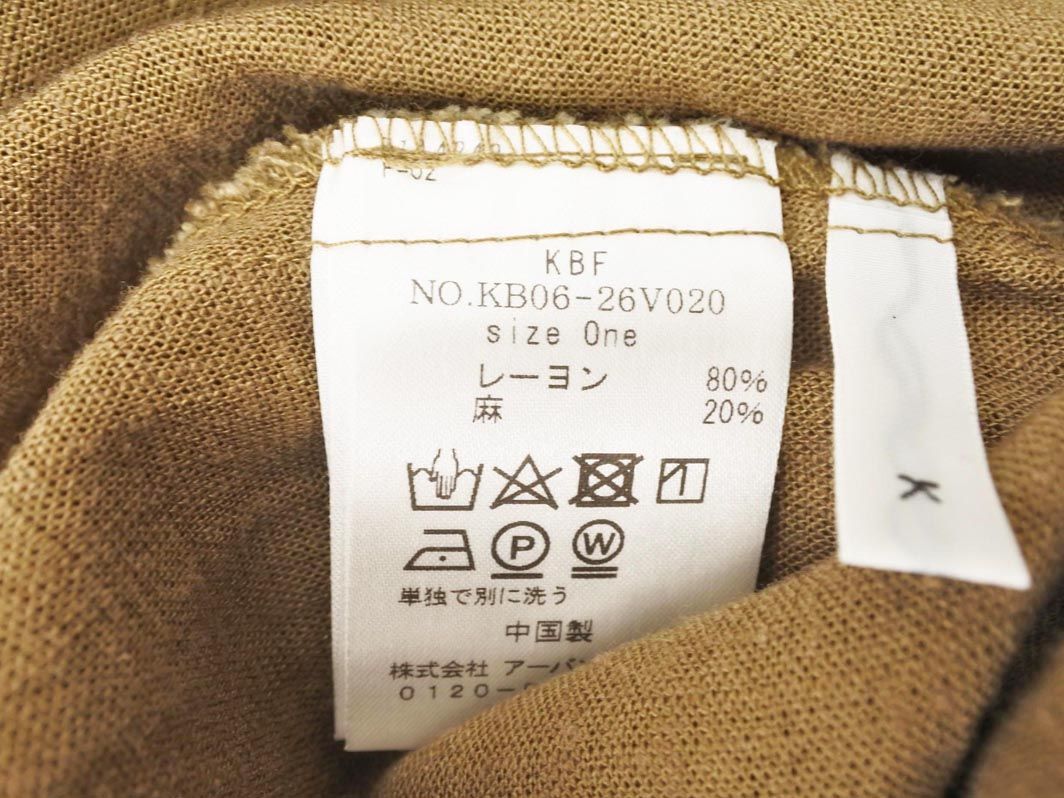 KBF
NO.KB06-26V020
size One
レーヨン 80%
麻 20%
P
W
単独で別に洗う
中国製
株式会社 アーバン
0120-
K